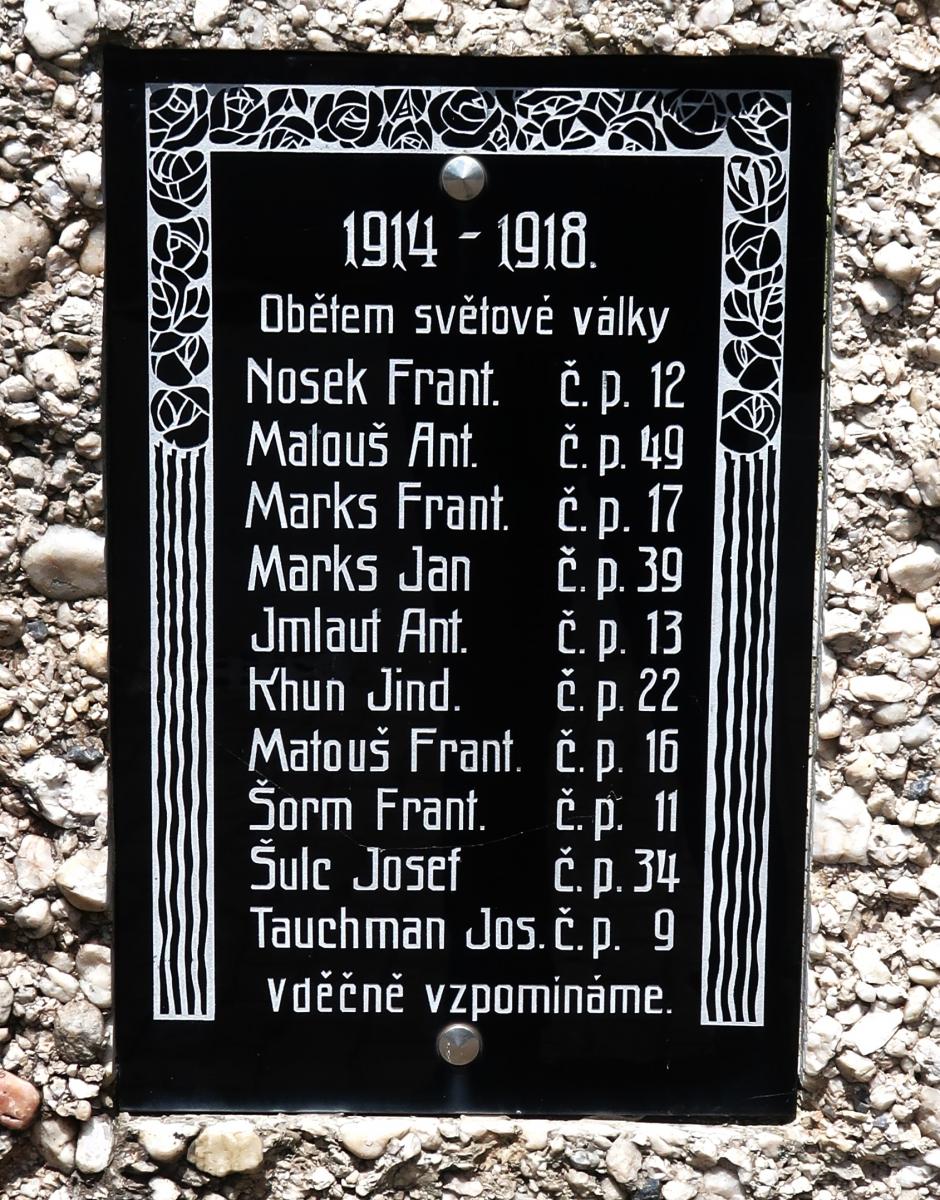 1914 - 1918.
Obětem světové války
Nosek Frant. č. p. 12
Matouš Ant. č. p. 49
Marks Frant. č. p. 17
Marks Jan č. p. 39
Jmlauf Ant. č. p. 13
Khun Jind. č. p. 22
Matouš Frant. č. p. 16
Šorm Frant. č. p. 11
Šulc Josef č. p. 34
Tauchman Jos. č. p. 9
vděčně vzpomínáme.